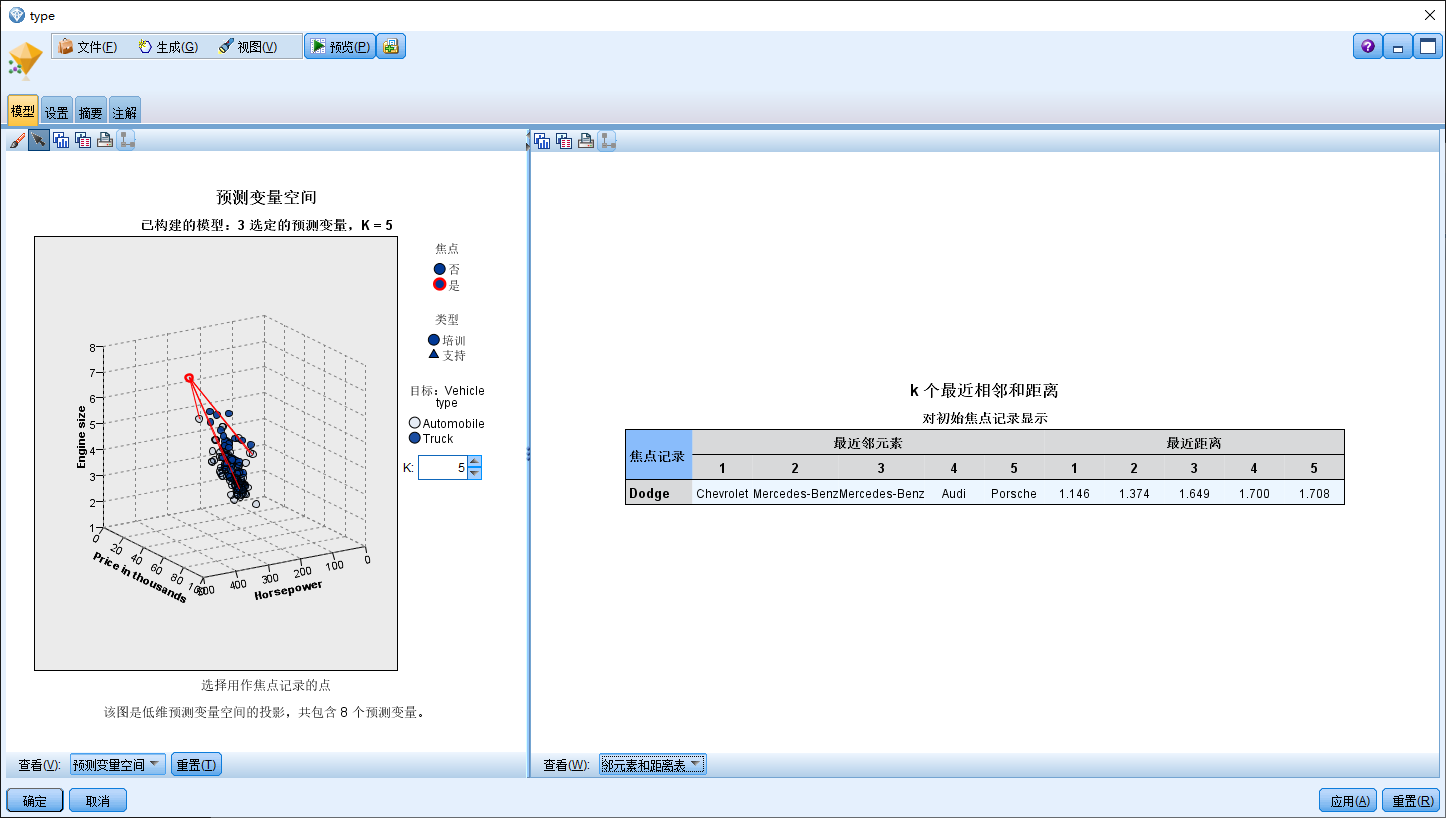 type
文件(F) 生成(G) 视图(V) 预览(P)
模型 设置 摘要 注解
预测变量空间
已构建的模型：3 选定的预测变量，K = 5
焦点
否
是
类型
培训
支持
目标：Vehicle
type
Automobile
Truck
K: 5
8
7
6
5
4
3
2
1
Engine size
0
20
40
60
80
100
Price in thousands
500
400
300
200
100
0
Horsepower
选择用作焦点记录的点
该图是低维预测变量空间的投影，共包含 8 个预测变量。
查看(V): 预测变量空间 重置(T)
k 个最近相邻和距离
对初始焦点记录显示
焦点记录 最近邻元素 最近距离
1 2 3 4 5 1 2 3 4 5
Dodge Chevrolet Mercedes-Benz Mercedes-Benz Audi Porsche 1.146 1.374 1.649 1.700 1.708
查看(W): 邻元素和距离表
确定 取消 应用(A) 重置(R)